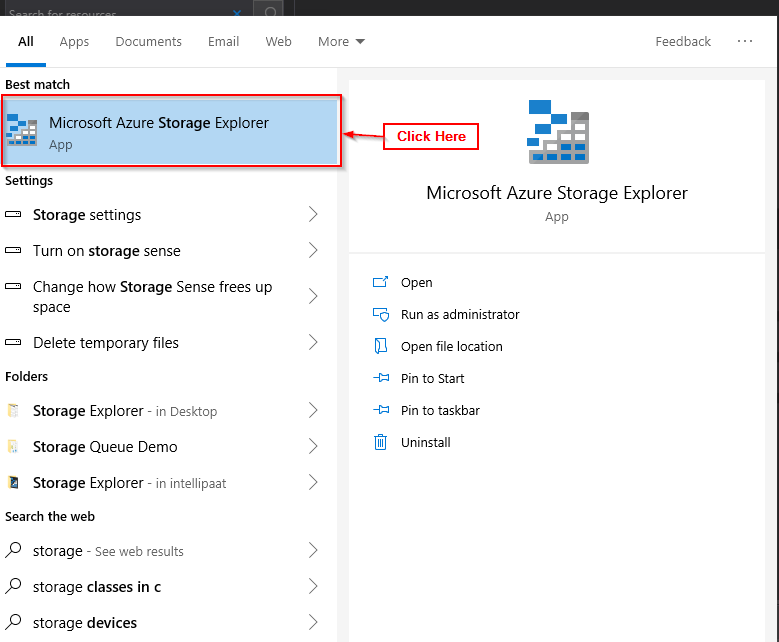 Search for resources
All Apps Documents Email Web More Feedback ...
Best match
Microsoft Azure Storage Explorer
App
Click Here
Settings
Storage settings
Turn on storage sense
Change how Storage Sense frees up
space
Delete temporary files
Folders
Storage Explorer - in Desktop
Storage Queue Demo
Storage Explorer - in intellipaat
Search the web
storage - See web results
storage classes in c
storage devices
Microsoft Azure Storage Explorer
App
Open
Run as administrator
Open file location
Pin to Start
Pin to taskbar
Uninstall